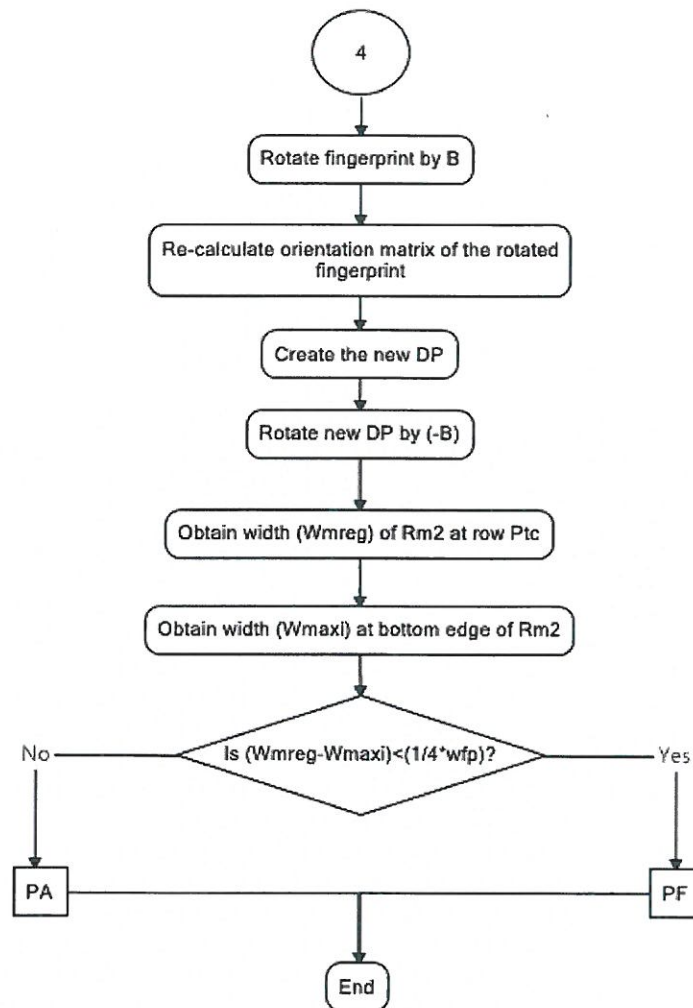 4
Rotate fingerprint by B
Re-calculate orientation matrix of the rotated
fingerprint
Create the new DP
Rotate new DP by (-B)
Obtain width (Wmreg) of Rm2 at row Ptc
Obtain width (Wmaxi) at bottom edge of Rm2
No
Is (Wmreg-Wmaxi)<(1/4*wfp)?
Yes
PA
PF
End